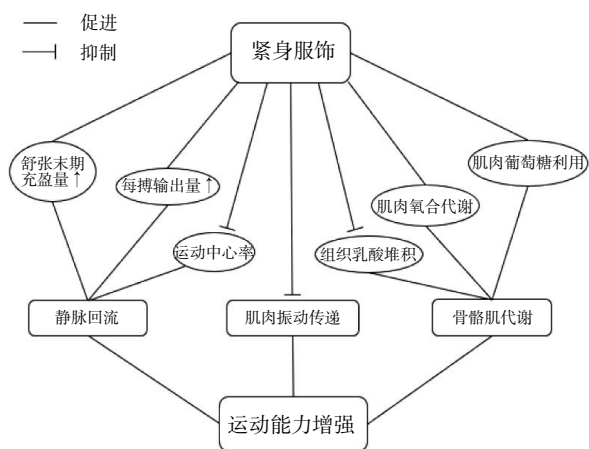 促进
抑制
紧身服饰
舒张末期
充盈量↑
每搏输出量↑
运动中心率
肌肉葡萄糖利用
肌肉氧合代谢
组织乳酸堆积
静脉回流
肌肉振动传递
骨骼肌代谢
运动能力增强